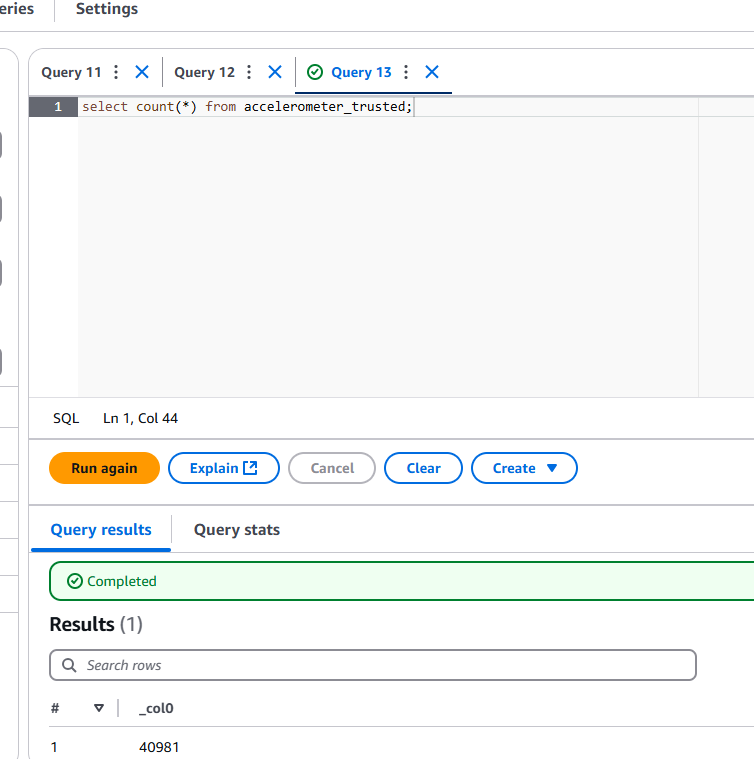 eries Settings
Query 11 Query 12 Query 13
1 select count(*) from accelerometer_trusted;
SQL Ln 1, Col 44
Run again Explain Cancel Clear Create
Query results Query stats
Completed
Results (1)
Search rows
# _col0
1 40981